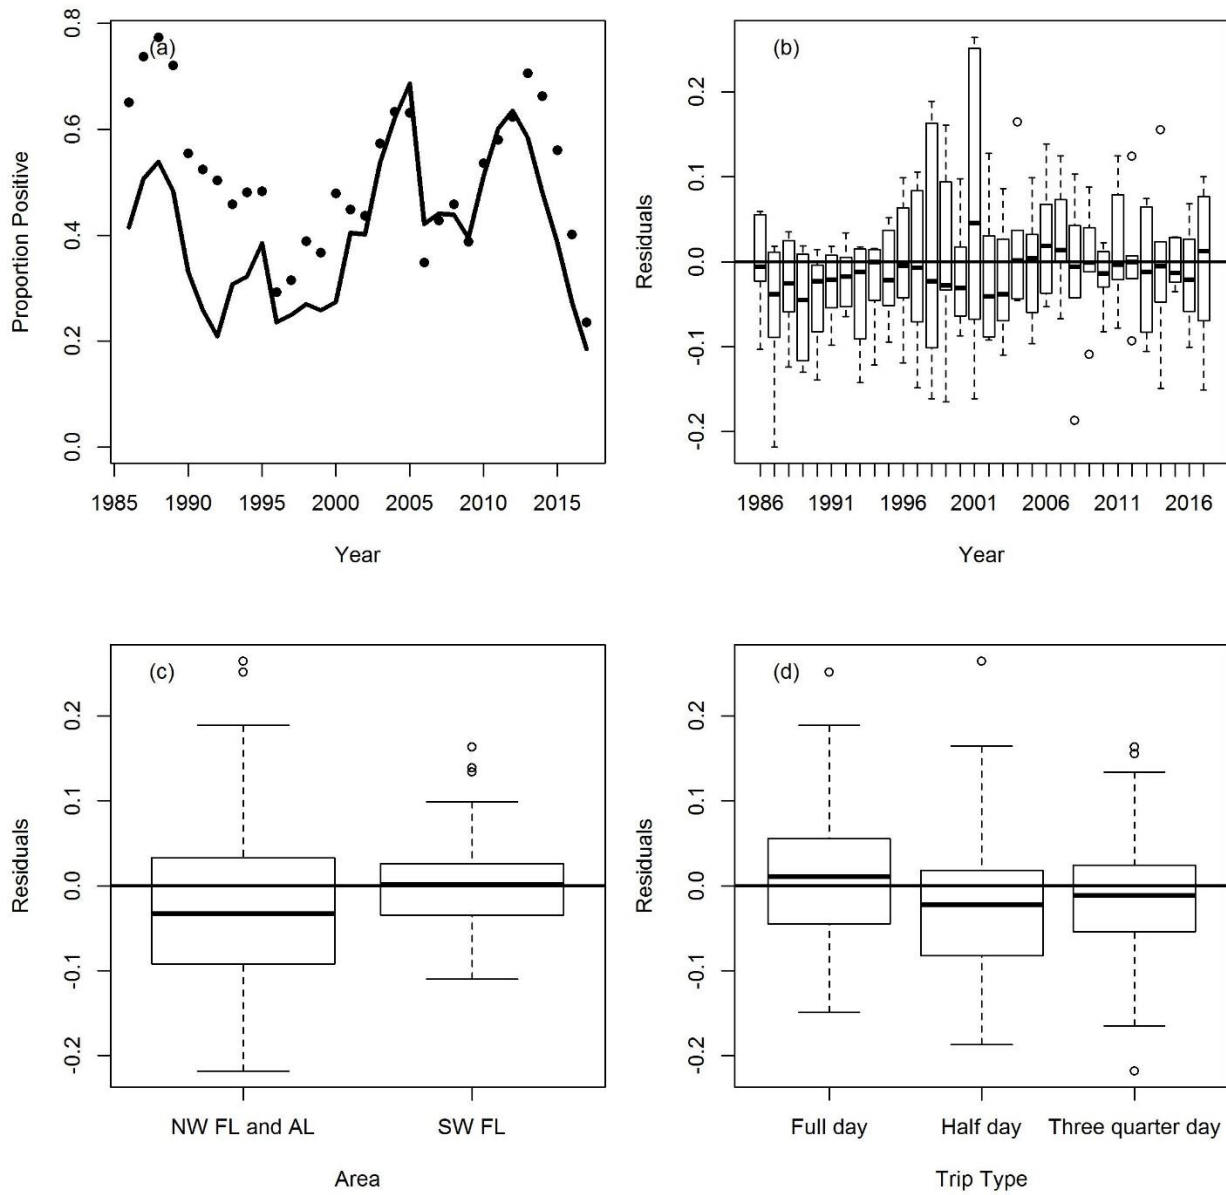 (a)
Proportion Positive
0.8
0.6
0.4
0.2
0.0
1985 1990 1995 2000 2005 2010 2015
Year
(b)
Residuals
0.2
0.1
0.0
-0.1
-0.2
1986 1991 1996 2001 2006 2011 2016
Year
(c)
Residuals
0.2
0.1
0.0
-0.1
-0.2
NW FL and AL SW FL
Area
(d)
Residuals
0.2
0.1
0.0
-0.1
-0.2
Full day Half day Three quarter day
Trip Type